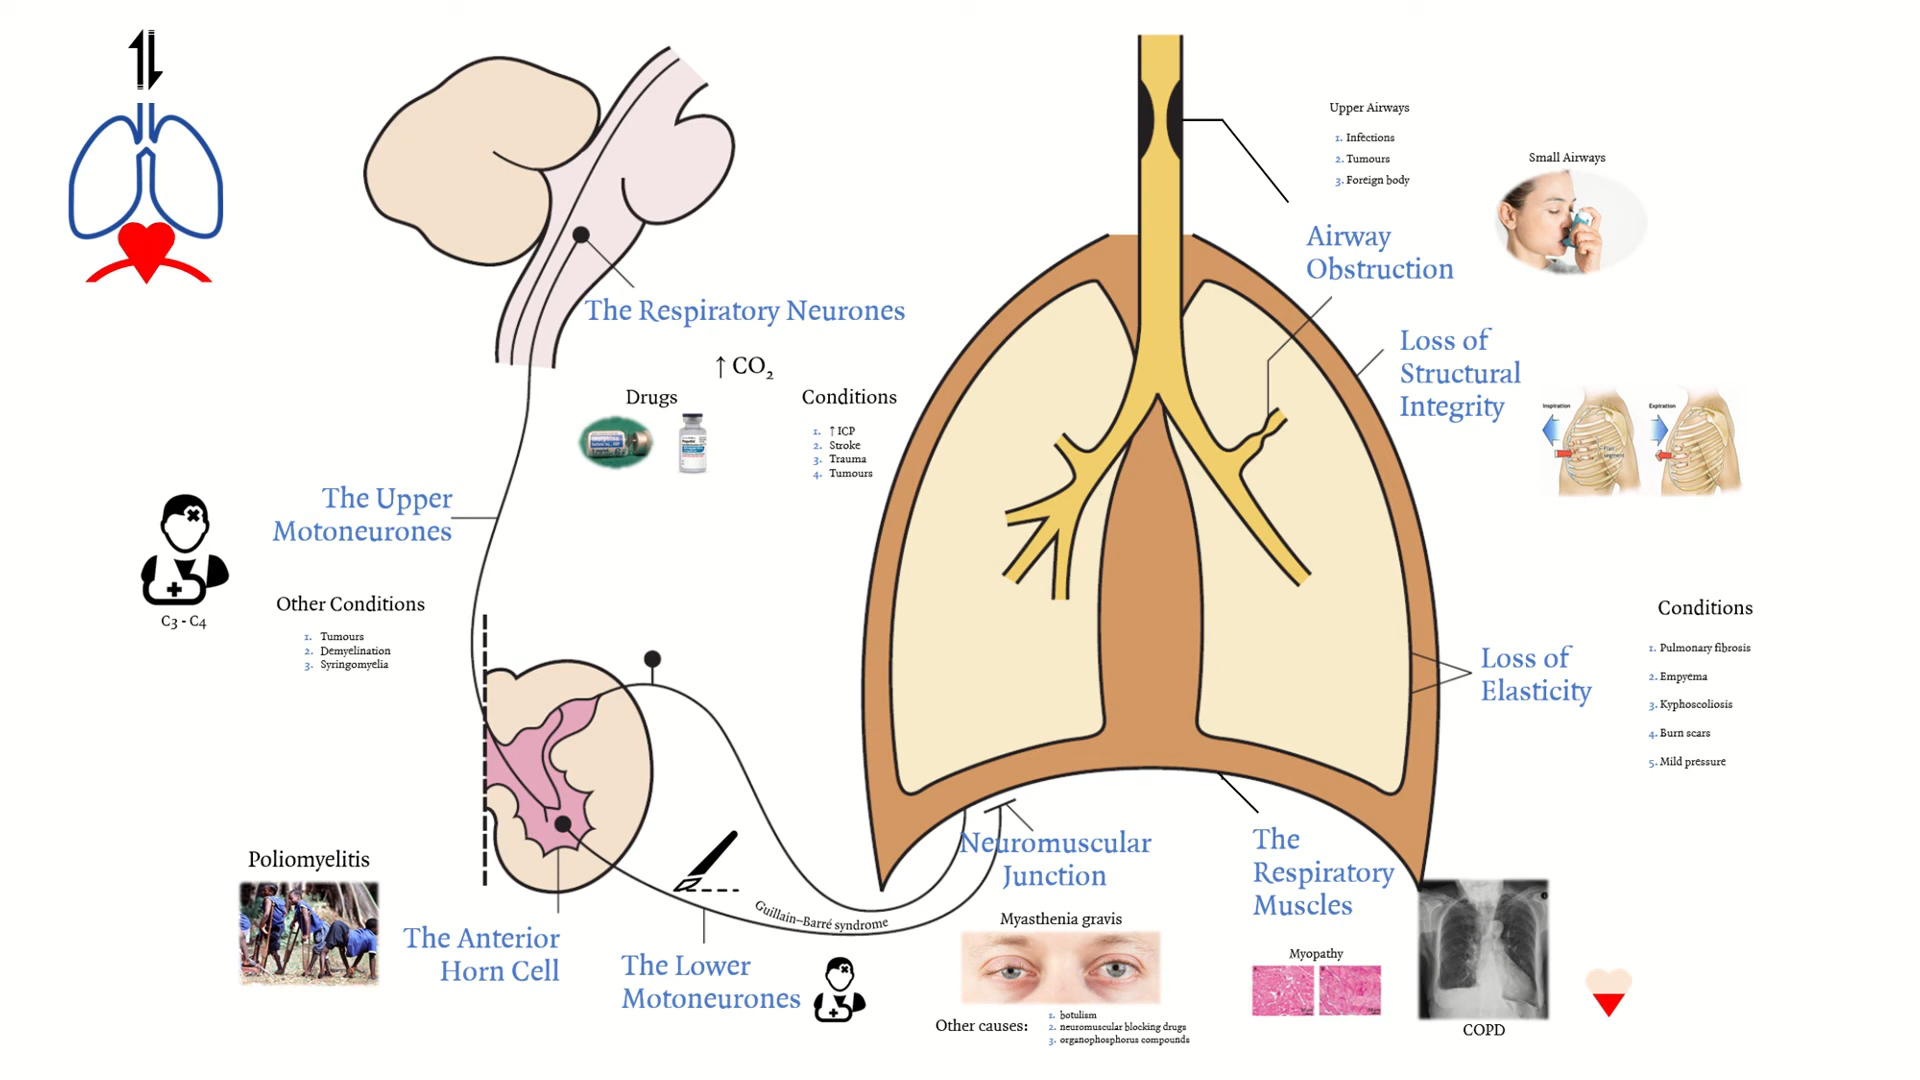 Upper Airways
1. Infections
2. Tumours
3. Foreign body
Small Airways
Airway
Obstruction
The Respiratory Neurones
↑ CO₂
Drugs
Conditions
1. ↑ ICP
2. Stroke
3. Trauma
4. Tumours
Loss of
Structural
Integrity
Inspiration
Expiration
The Upper
Motoneurones
C3 - C4
Other Conditions
1. Tumours
2. Demyelination
3. Syringomyelia
Conditions
1. Pulmonary fibrosis
2. Empyema
3. Kyphoscoliosis
4. Burn scars
5. Mild pressure
Loss of
Elasticity
Poliomyelitis
The Anterior
Horn Cell
Guillain–Barré syndrome
The Lower
Motoneurones
Neuromuscular
Junction
Myasthenia gravis
Other causes:
1. botulism
2. neuromuscular blocking drugs
3. organophosphorus compounds
The
Respiratory
Muscles
Myopathy
COPD